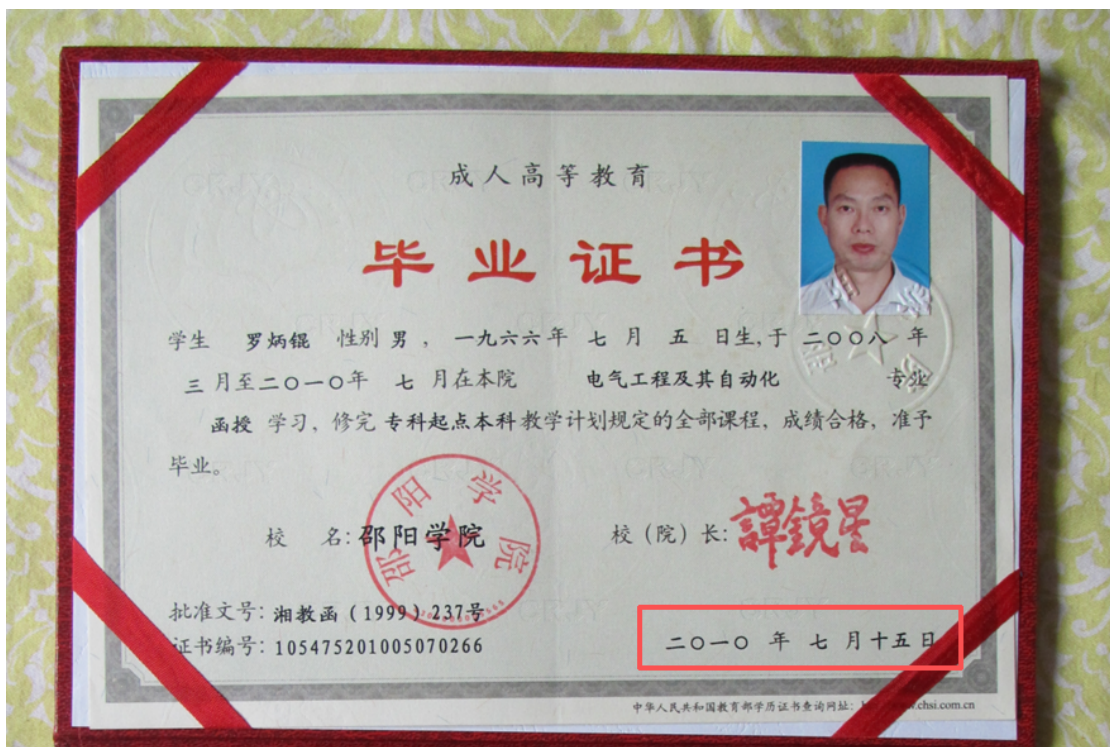 成人高等教育
毕业证书
学生 罗炳锟 性别 男 ， 一九六六年 七 月 五 日生,于 二〇〇八 年
三 月至二〇一〇年 七 月在本院 电气工程及其自动化 专业
函授 学习，修完 专科起点本科 教学计划规定的全部课程，成绩合格，准予
毕业。
邵阳学院
校 名: 邵阳学院
校（院）长: 譚鏡星
批准文号: 湘教函（1999）237号
证书编号: 105475201005070266
二〇一〇 年 七 月十五日
中华人民共和国教育部学历证书查询网址：
www.chsi.com.cn